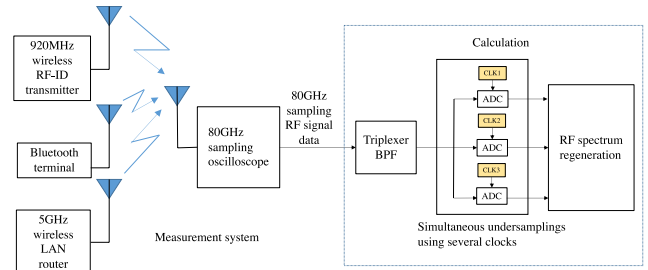 920MHz
wireless
RF-ID
transmitter
Bluetooth
terminal
5GHz
wireless
LAN
router
Measurement system
80GHz
sampling
oscilloscope
80GHz
sampling
RF signal
data
Calculation
Triplexer
BPF
CLK1
ADC
CLK2
ADC
CLK3
ADC
Simultaneous undersamplings
using several clocks
RF spectrum
regeneration